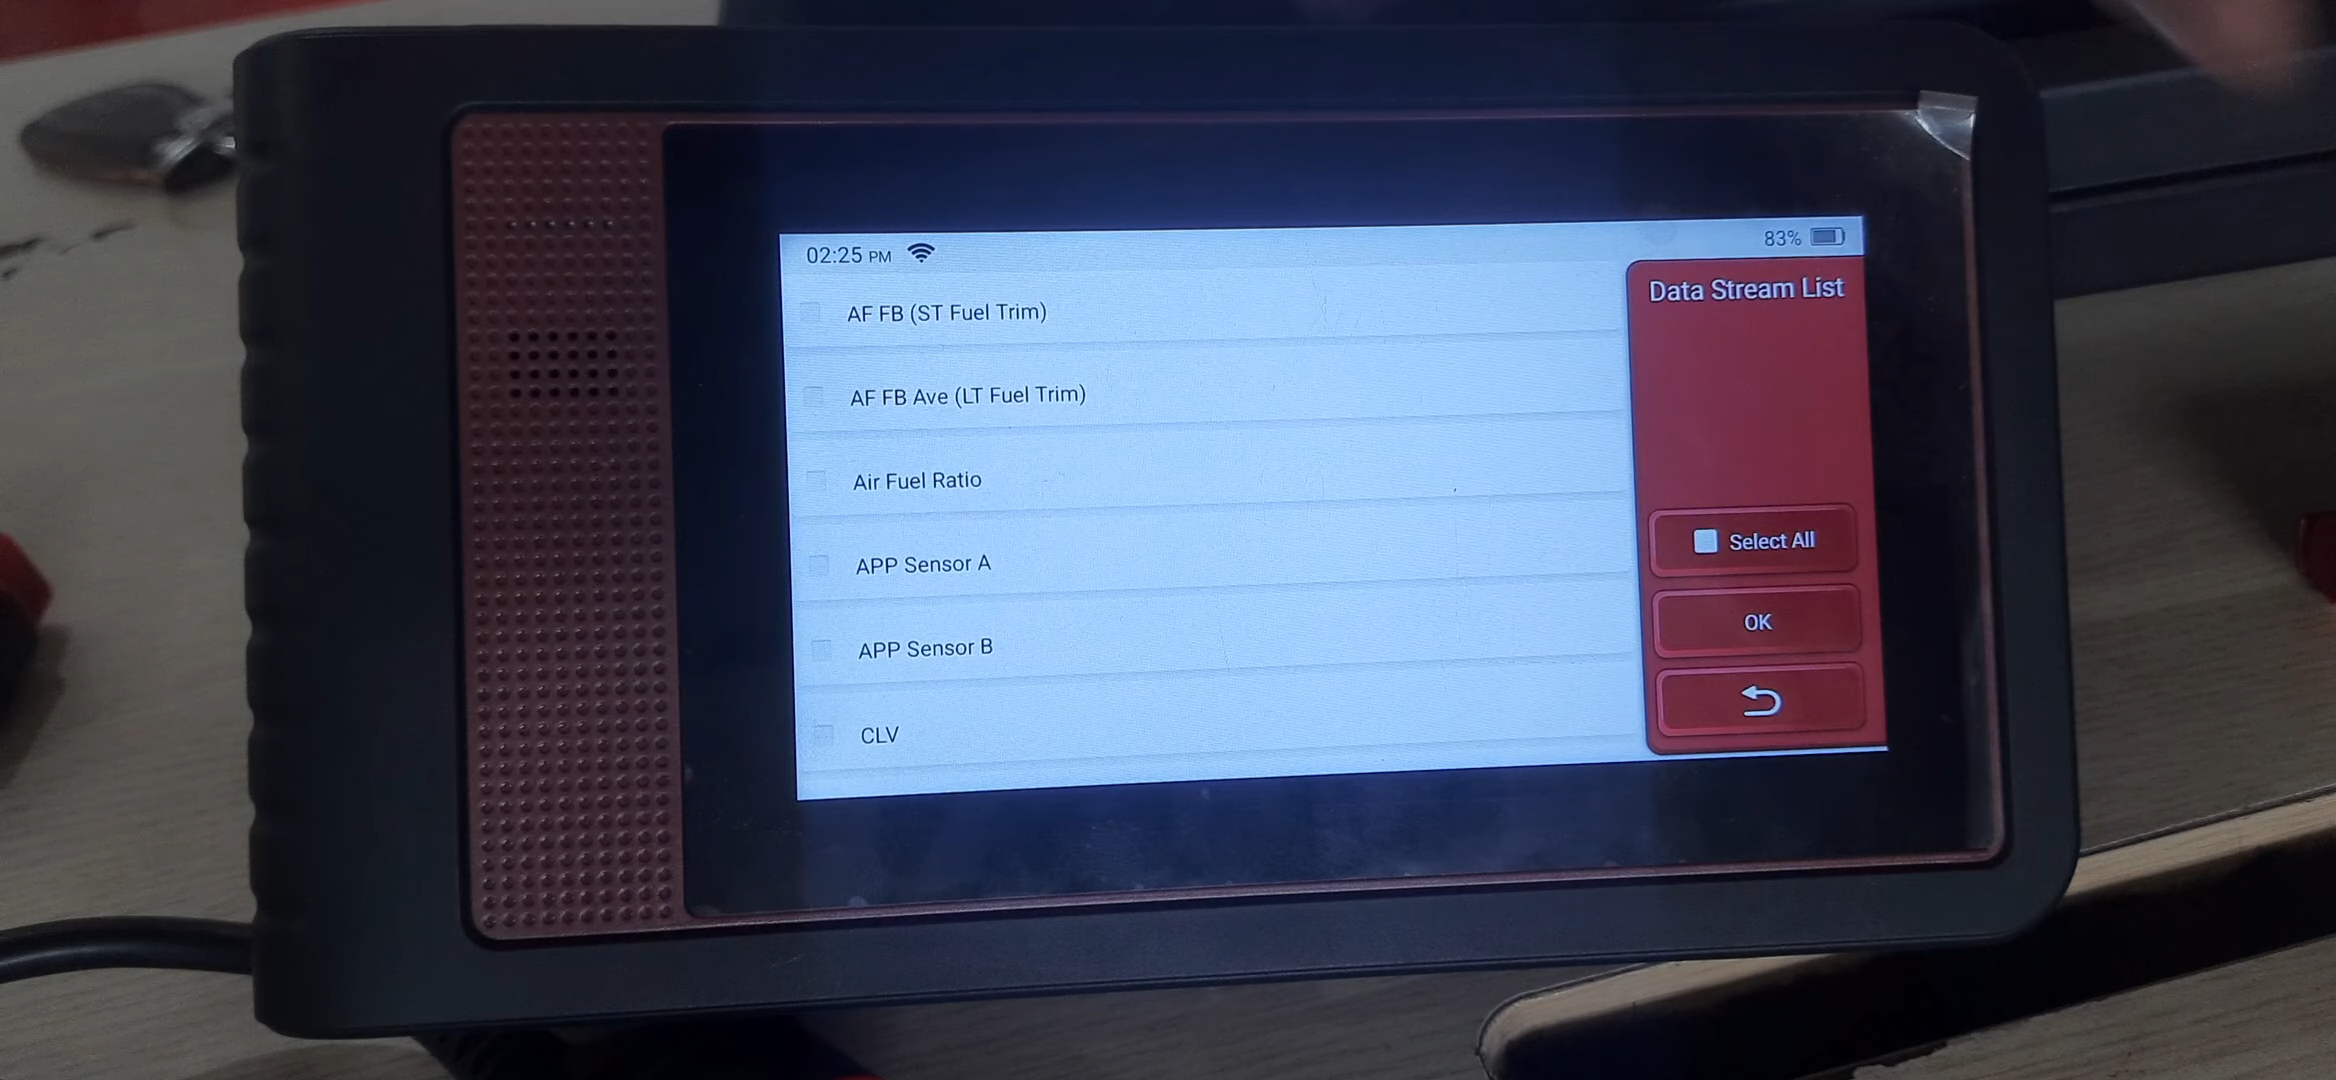 02:25 PM
83%
Data Stream List
AF FB (ST Fuel Trim)
AF FB Ave (LT Fuel Trim)
Air Fuel Ratio
APP Sensor A
APP Sensor B
CLV
Select All
OK